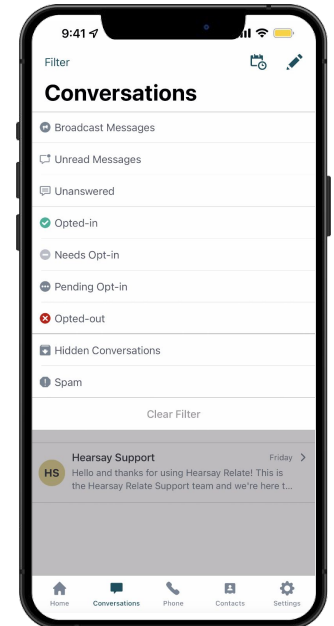 9:41
Filter
Conversations
Broadcast Messages
Unread Messages
Unanswered
Opted-in
Needs Opt-in
Pending Opt-in
Opted-out
Hidden Conversations
Spam
Clear Filter
Hearsay Support Friday
HS
Hello and thanks for using Hearsay Relate! This is
the Hearsay Relate Support team and we're here t...
Home Conversations Phone Contacts Settings